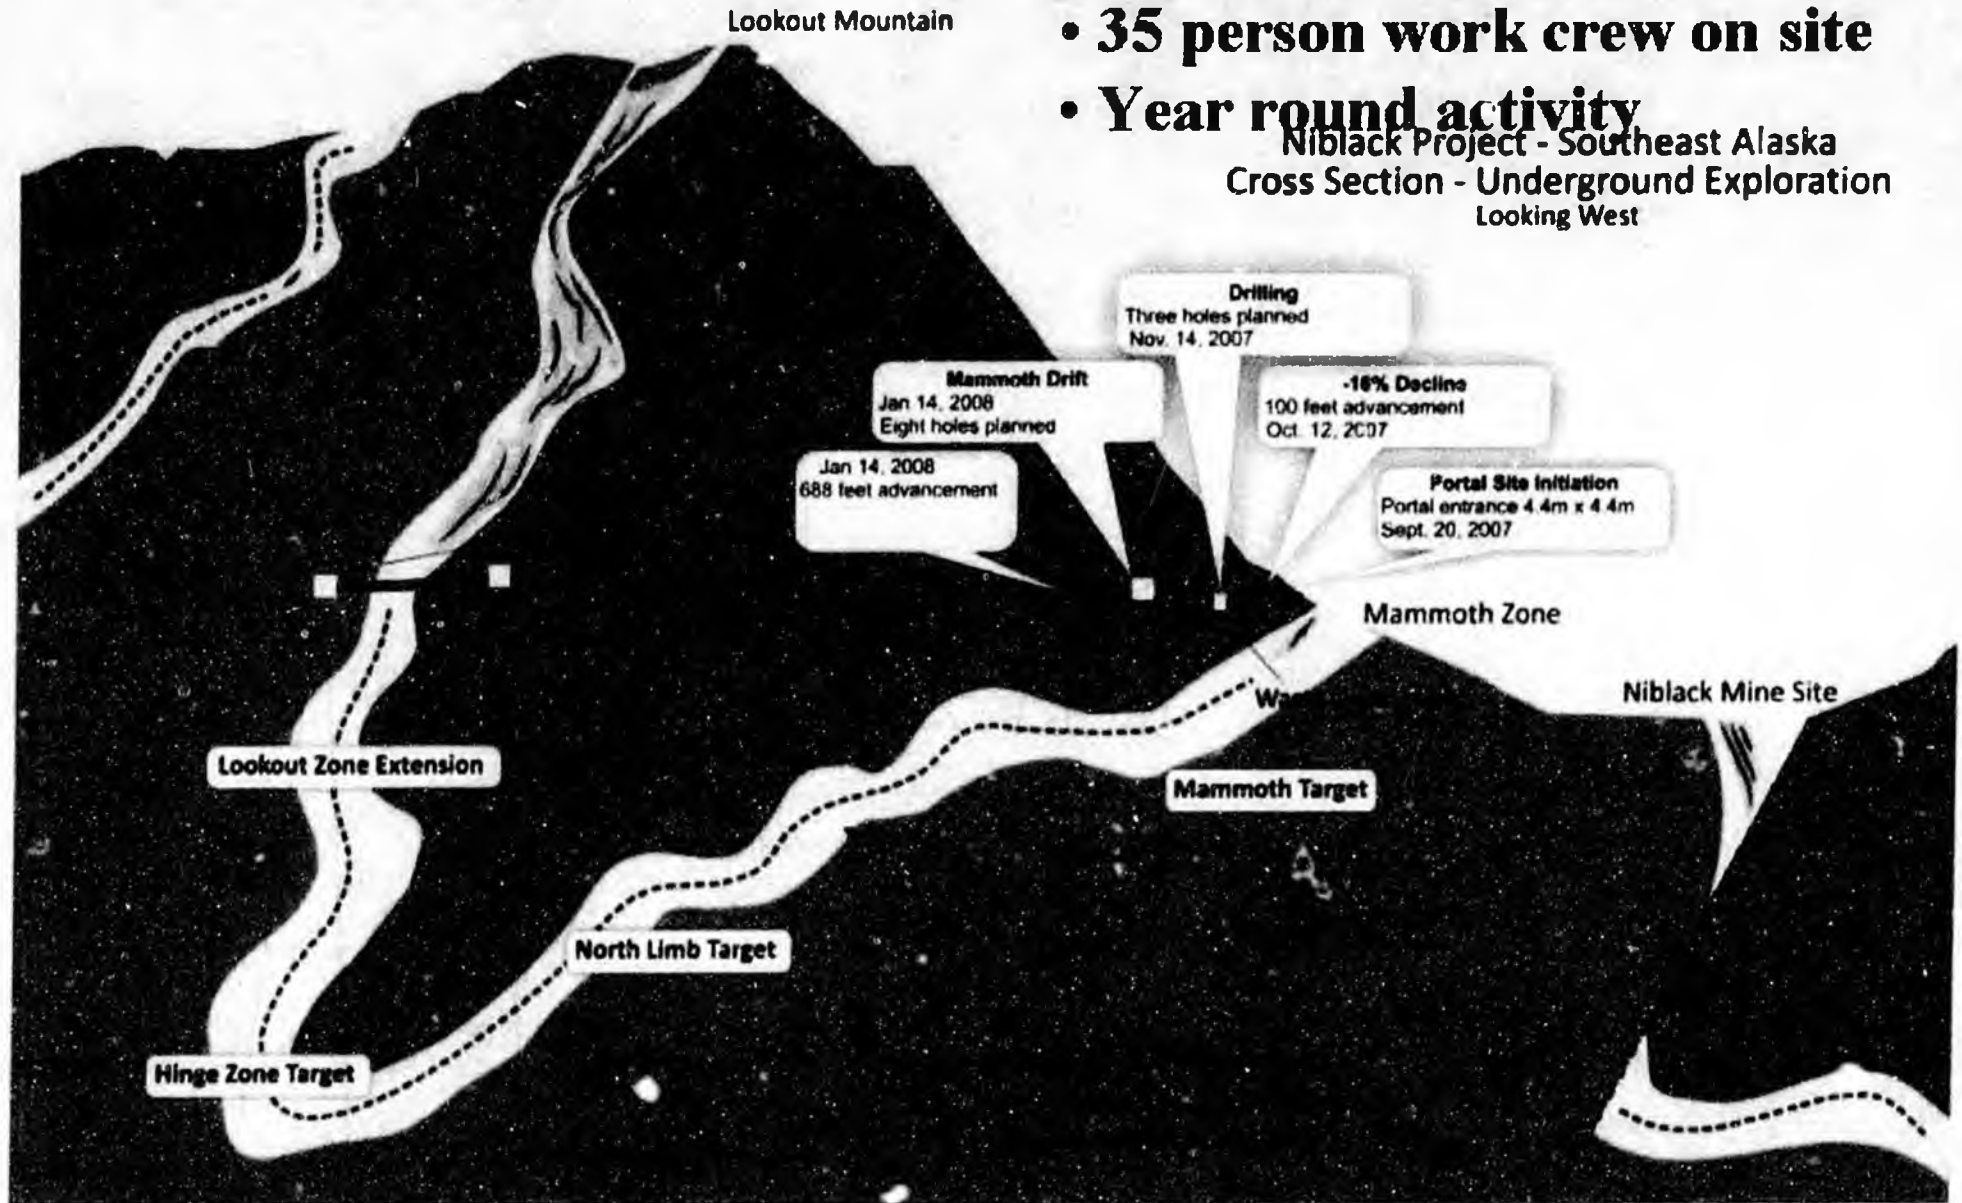 Lookout Mountain
• 35 person work crew on site
• Year round activity
Niblack Project - Southeast Alaska
Cross Section - Underground Exploration
Looking West
Drilling
Three holes planned
Nov. 14, 2007
Mammoth Drift
Jan 14, 2008
Eight holes planned
-16% Decline
100 feet advancement
Oct. 12, 2007
Jan 14, 2008
688 feet advancement
Portal Site Initiation
Portal entrance 4.4m x 4.4m
Sept. 20, 2007
Mammoth Zone
Niblack Mine Site
Lookout Zone Extension
Mammoth Target
North Limb Target
Hinge Zone Target